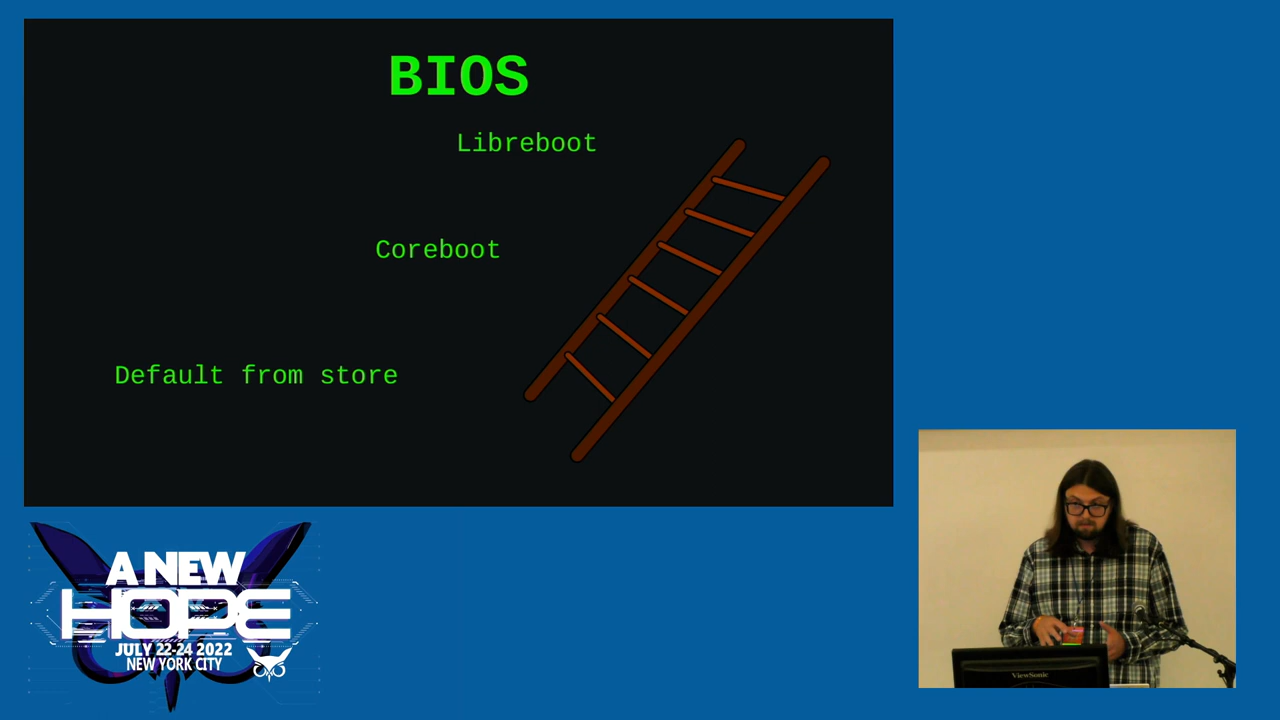 BIOS
Libreboot
Coreboot
Default from store
A NEW
HOPE
JULY 22-24 2022
NEW YORK CITY
ViewSonic